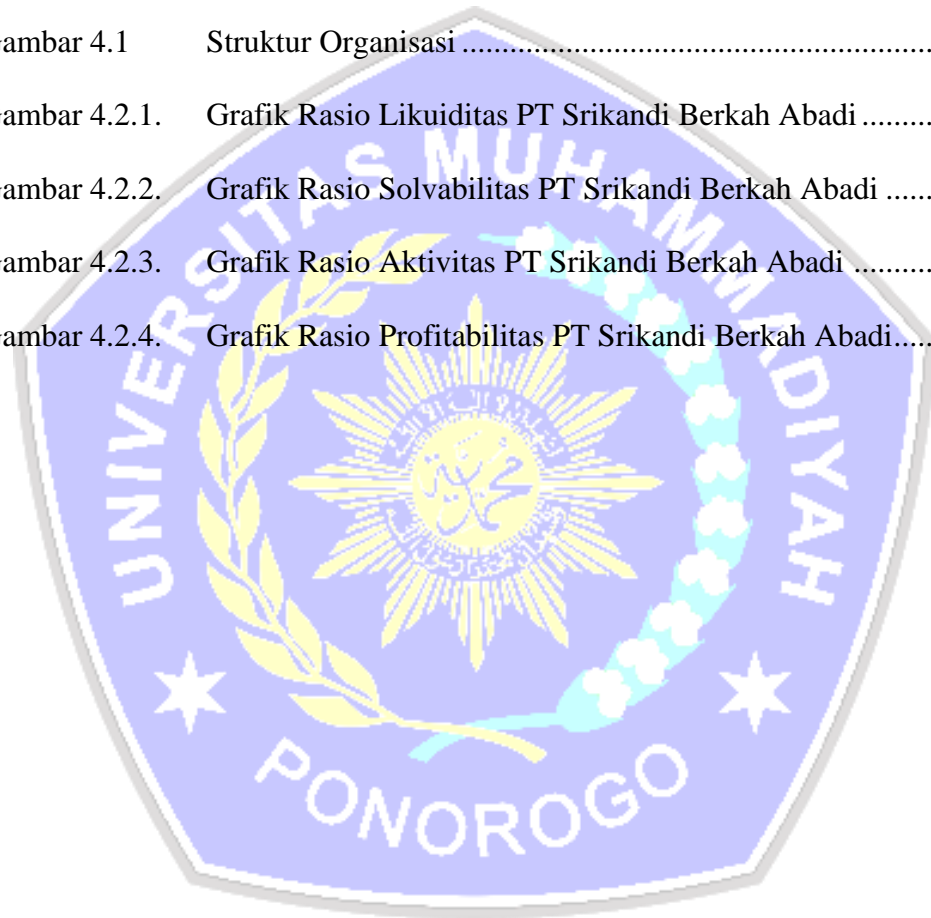 ambar 4.1 Struktur Organisasi ........................................................
ambar 4.2.1. Grafik Rasio Likuiditas PT Srikandi Berkah Abadi .........
ambar 4.2.2. Grafik Rasio Solvabilitas PT Srikandi Berkah Abadi ......
ambar 4.2.3. Grafik Rasio Aktivitas PT Srikandi Berkah Abadi ..........
ambar 4.2.4. Grafik Rasio Profitabilitas PT Srikandi Berkah Abadi.....
UNIVERSITAS MUHAMMADIYAH
PONOROGO